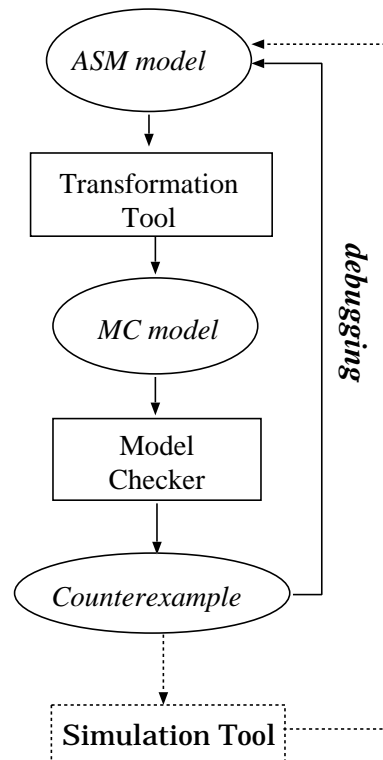 ASM model
Transformation
Tool
MC model
debugging
Model
Checker
Counterexample
Simulation Tool